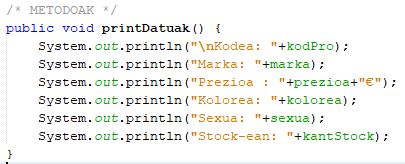 /* METODOAK */
public void printDatuak() {
System.out.println("\nKodea: "+kodPro);
System.out.println("Marka: "+marka);
System.out.println("Prezioa : "+prezioa+"€");
System.out.println("Kolorea: "+kolorea);
System.out.println("Sexua: "+sexua);
System.out.println("Stock-ean: "+kantStock);
}